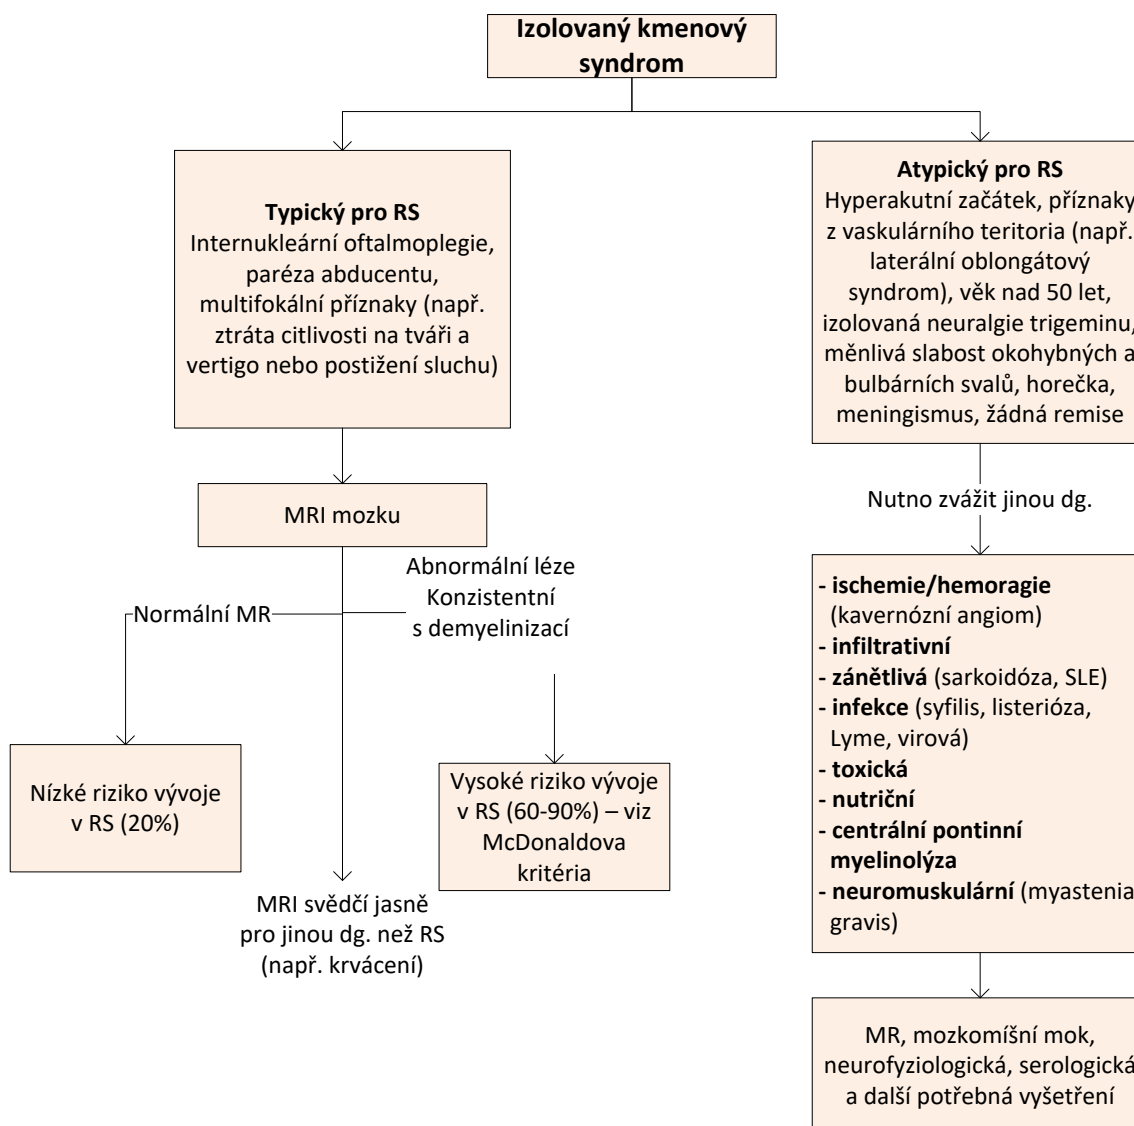 Izolovaný kmenový
syndrom
Typický pro RS
Internukleární oftalmoplegie,
paréza abducentu,
multifokální příznaky (např.
ztráta citlivosti na tváři a
vertigo nebo postižení sluchu)
Atypický pro RS
Hyperakutní začátek, příznaky
z vaskulárního teritoria (např.
laterální oblongátový
syndrom), věk nad 50 let,
izolovaná neuralgie trigeminu,
měnlivá slabost okohybných a
bulbárních svalů, horečka,
meningismus, žádná remise
MRI mozku
Nutno zvážit jinou dg.
Normální MR
Abnormální léze
Konzistentní
s demyelinizací
- ischemie/hemoragie
(kavernózní angiom)
- infiltrativní
- zánětlivá (sarkoidóza, SLE)
- infekce (syfilis, listerióza,
Lyme, virová)
- toxická
- nutriční
- centrální pontinní
myelinolýza
- neuromuskulární (myastenia
gravis)
Nízké riziko vývoje
v RS (20%)
Vysoké riziko vývoje
v RS (60-90%) – viz
McDonaldova
kritéria
MRI svědčí jasně
pro jinou dg. než RS
(např. krvácení)
MR, mozkomíšní mok,
neurofyziologická, serologická
a další potřebná vyšetření